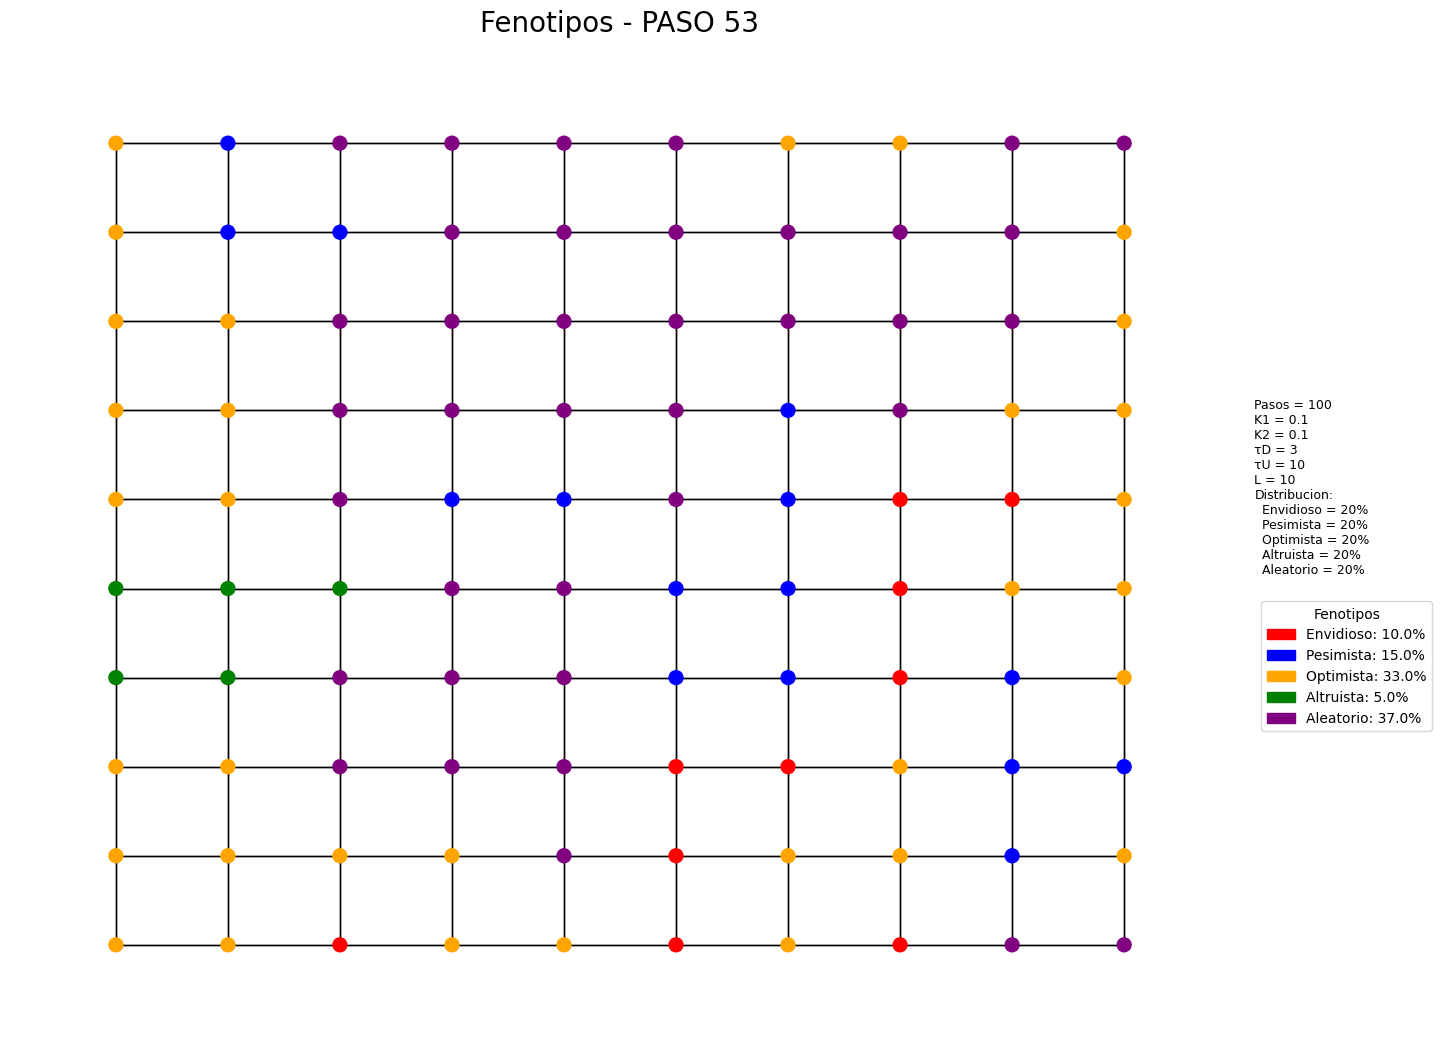 Fenotipos - PASO 53
Pasos = 100
K1 = 0.1
K2 = 0.1
τD = 3
τU = 10
L = 10
Distribucion:
Envidioso = 20%
Pesimista = 20%
Optimista = 20%
Altruista = 20%
Aleatorio = 20%
Fenotipos
Envidioso: 10.0%
Pesimista: 15.0%
Optimista: 33.0%
Altruista: 5.0%
Aleatorio: 37.0%